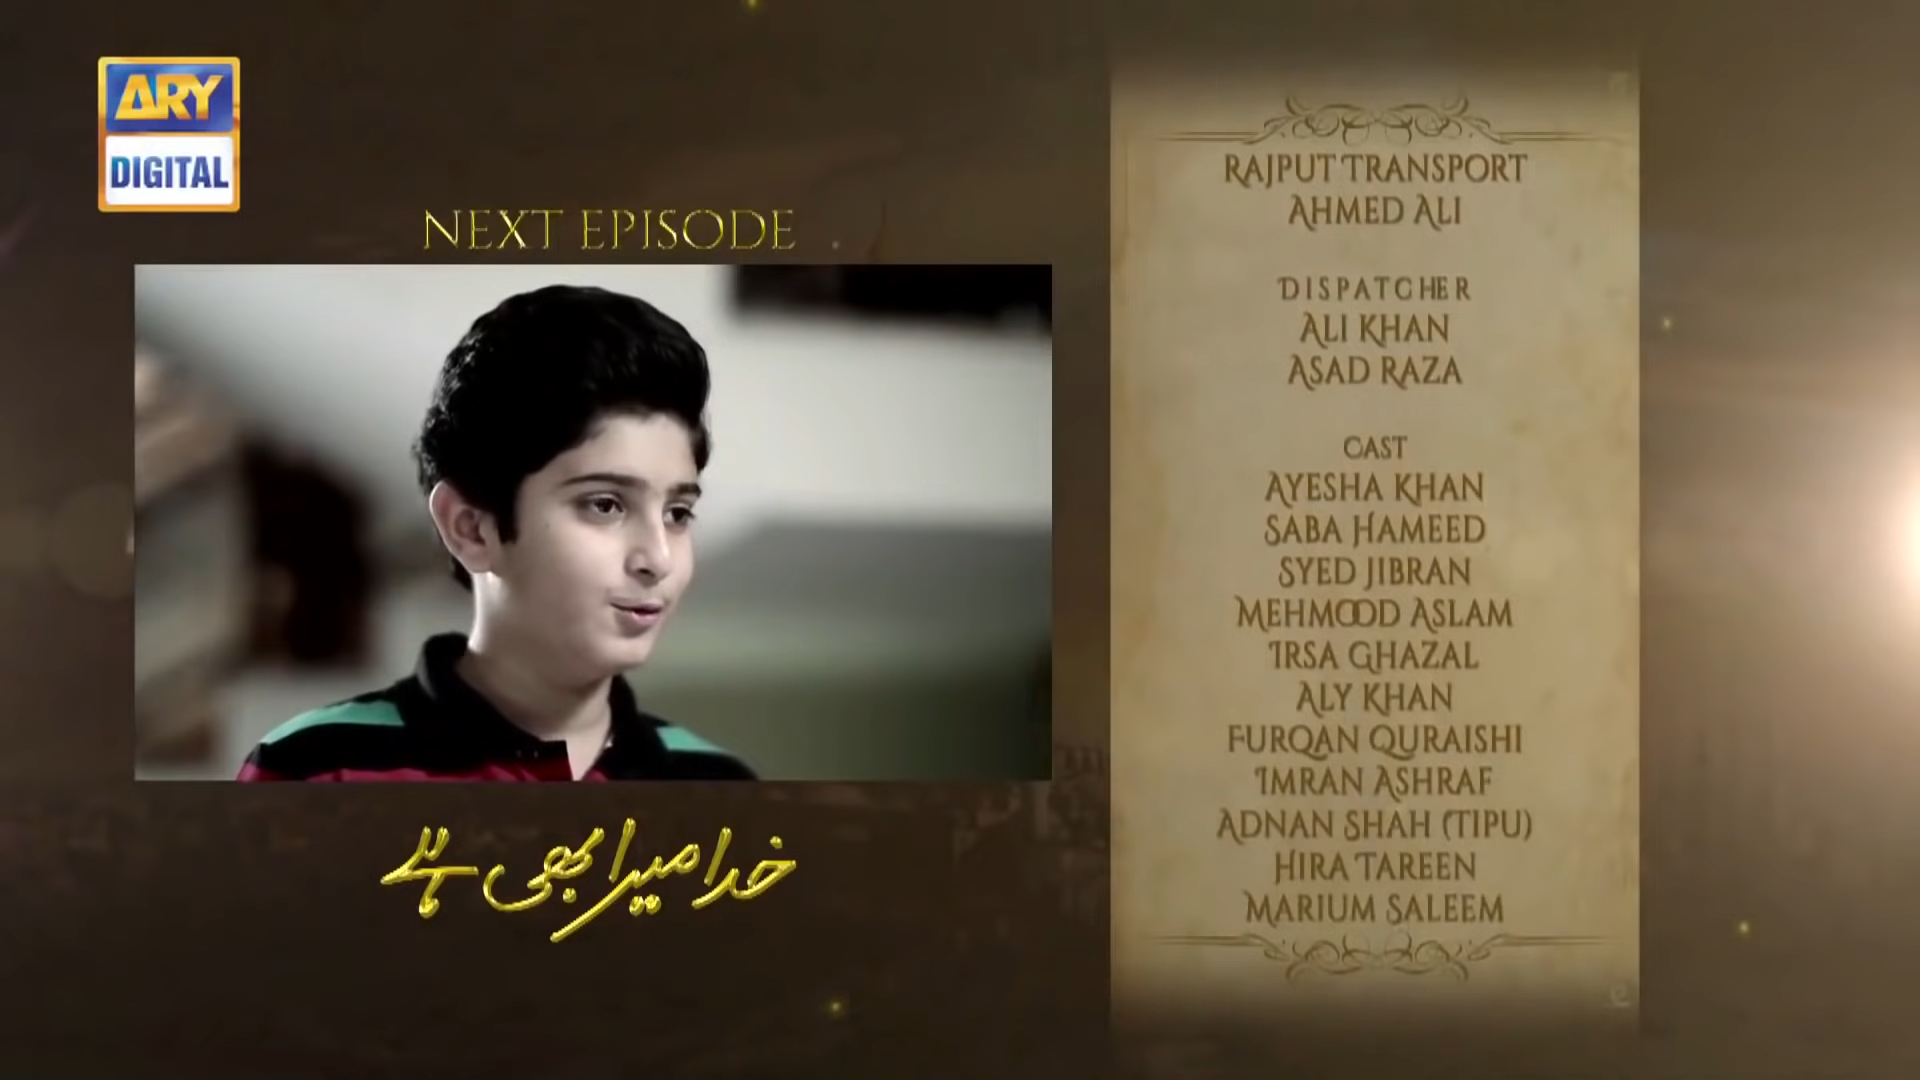 ARY
DIGITAL
NEXT EPISODE
خدا میرا بھی ہے
RAJPUT TRANSPORT
AHMED ALI
DISPATCHER
ALI KHAN
ASAD RAZA
CAST
AYESHA KHAN
SABA HAMEED
SYED JIBRAN
MEHMOOD ASLAM
IRSA GHAZAL
ALY KHAN
FURQAN QURAISHI
IMRAN ASHRAF
ADNAN SHAH (TIPU)
HIRA TAREEN
MARIUM SALEEM